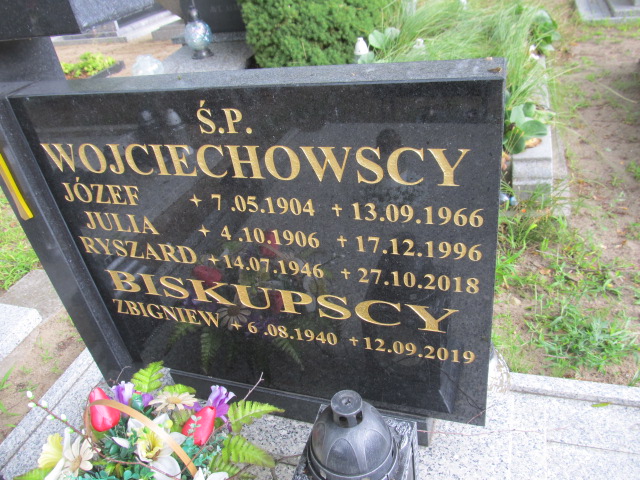 Ś.P.
WOJCIECHOWSCY
JÓZEF + 7.05.1904 + 13.09.1966
JULIA + 4.10.1906 + 17.12.1996
RYSZARD + 14.07.1946 + 27.10.2018
BISKUPSCY
ZBIGNIEW + 6.08.1940 + 12.09.2019